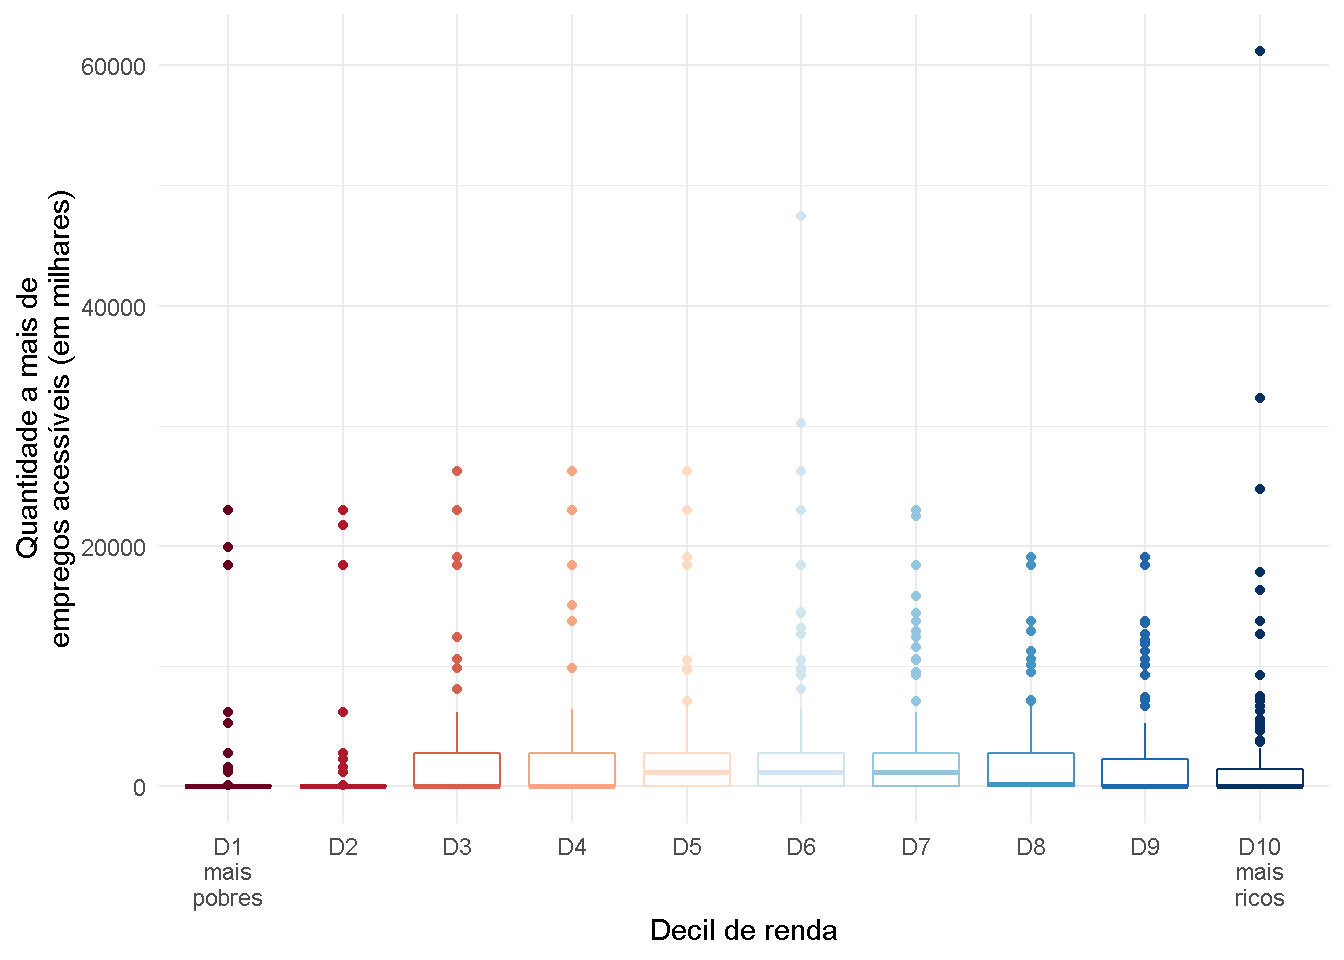 60000
40000
20000
0
Quantidade a mais de
empregos acessíveis (em milhares)
D1
mais
pobres
D2
D3
D4
D5
D6
D7
D8
D9
D10
mais
ricos
Decil de renda